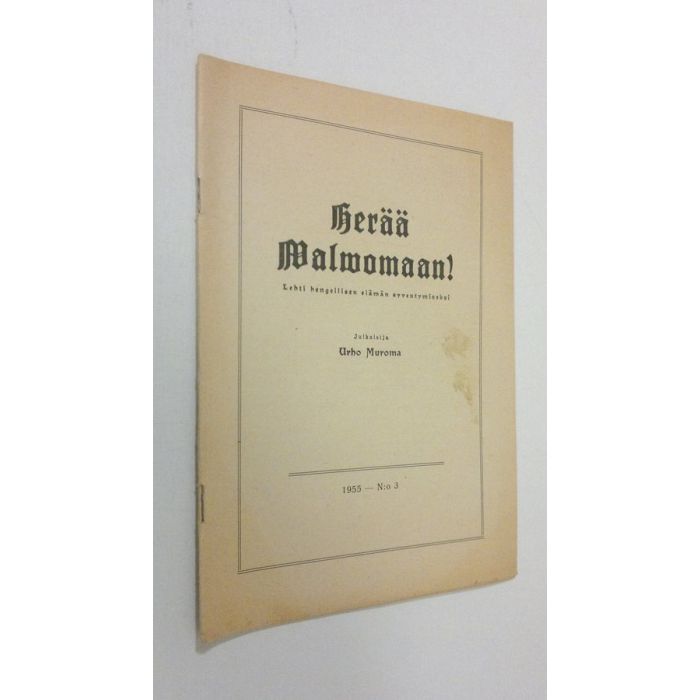 Herää
Walwomaan!
Lehti hengellisen elämän syventymiseksi
Julkaisija
Urho Muroma
1955 — N:o 3